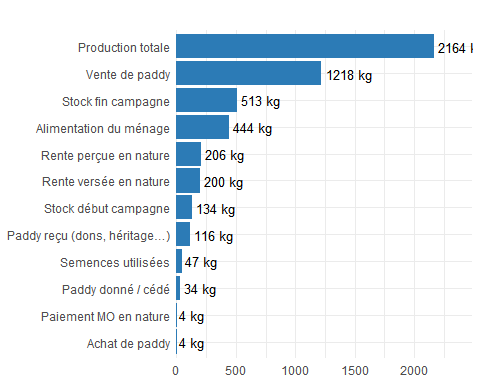 Production totale
2164 k
Vente de paddy
1218 kg
Stock fin campagne
513 kg
Alimentation du ménage
444 kg
Rente perçue en nature
206 kg
Rente versée en nature
200 kg
Stock début campagne
134 kg
Paddy reçu (dons, héritage…)
116 kg
Semences utilisées
47 kg
Paddy donné / cédé
34 kg
Paiement MO en nature
4 kg
Achat de paddy
4 kg
0 500 1000 1500 2000